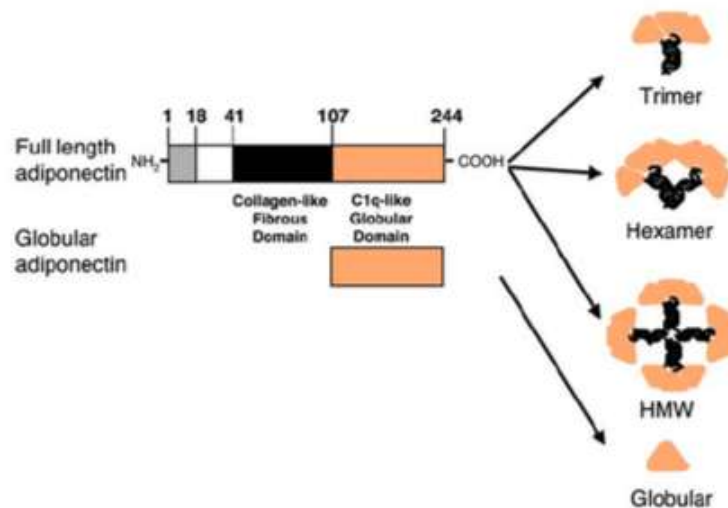 Trimer
1 18 41 107 244
Full length
adiponectin
NH₂
COOH
Collagen-like
Fibrous
Domain
C1q-like
Globular
Domain
Hexamer
Globular
adiponectin
HMW
Globular